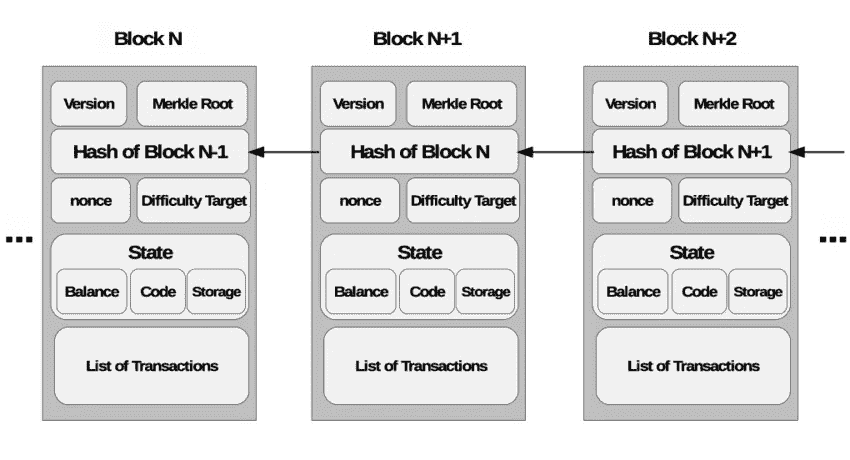 Block N
Block N+1
Block N+2
Version
Merkle Root
Version
Merkle Root
Version
Merkle Root
Hash of Block N-1
Hash of Block N
Hash of Block N+1
nonce
Difficulty Target
nonce
Difficulty Target
nonce
Difficulty Target
...
...
State
State
State
Balance
Code
Storage
Balance
Code
Storage
Balance
Code
Storage
List of Transactions
List of Transactions
List of Transactions